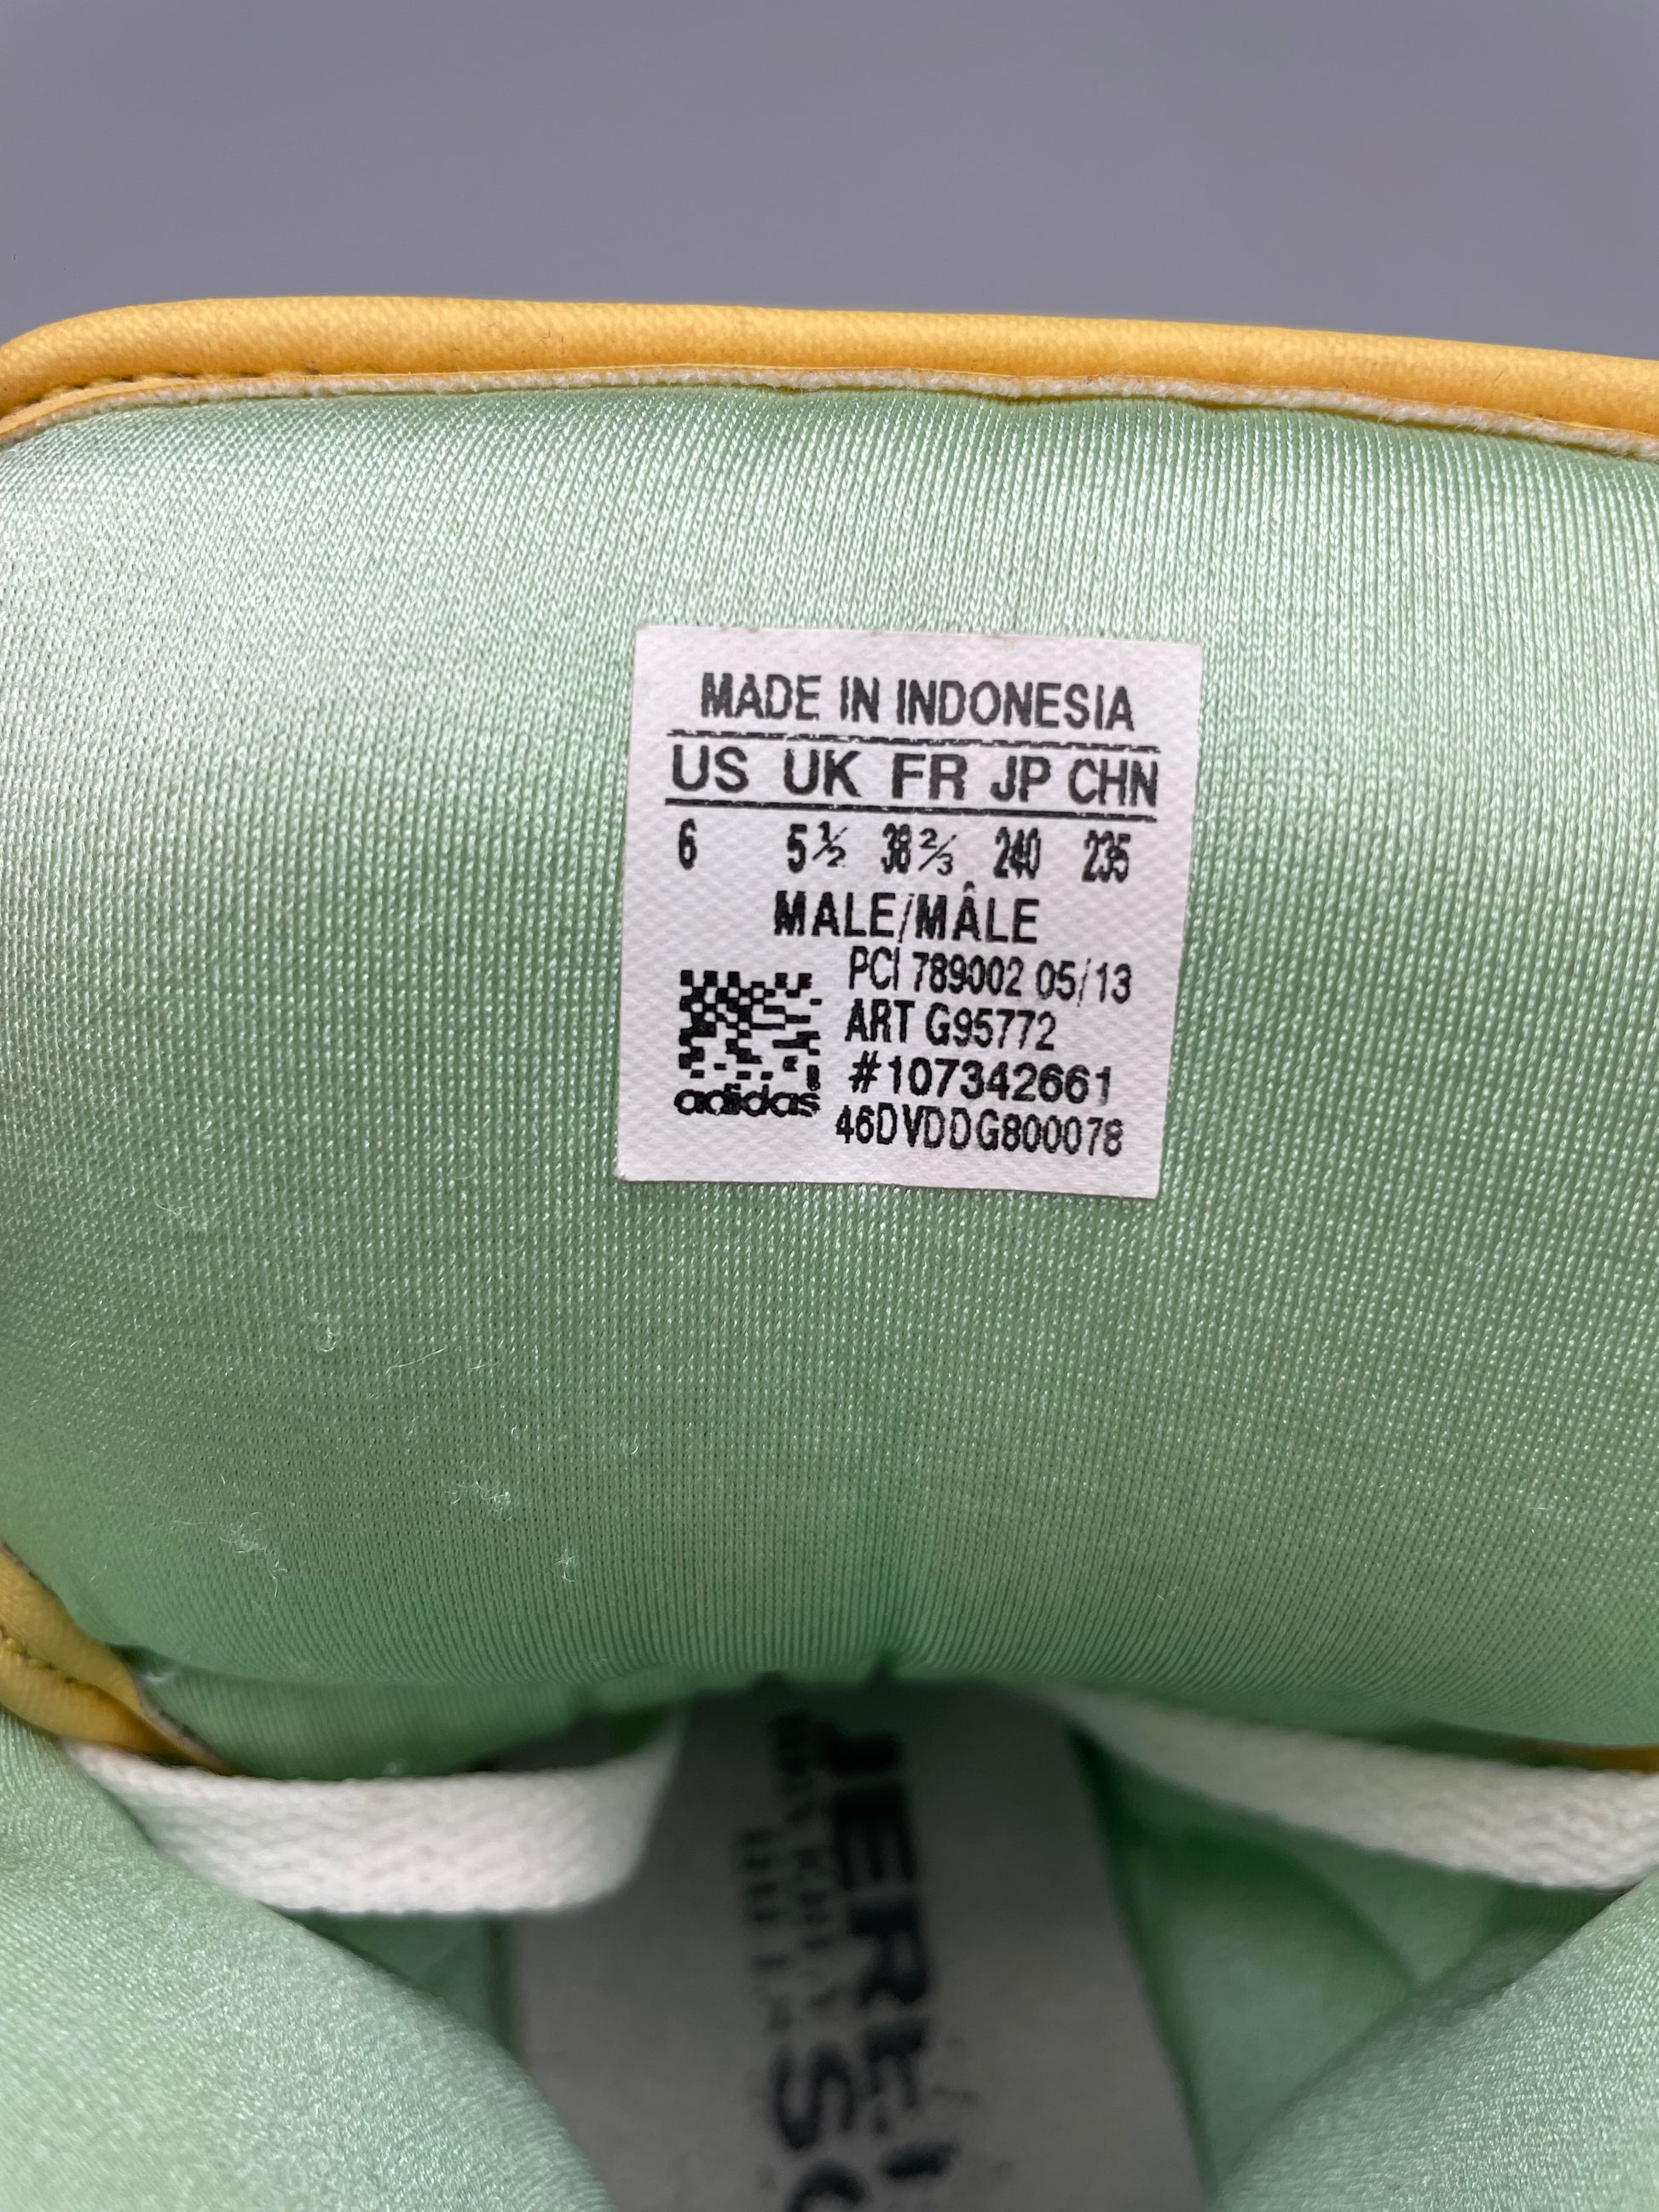 MADE IN INDONESIA
US UK FR JP CHN
6 5½ 38⅔ 240 235
MALE/MÂLE
PCI 789002 05/13
ART G95772
#107342661
adidas
46DVDDG800078
JEREMY